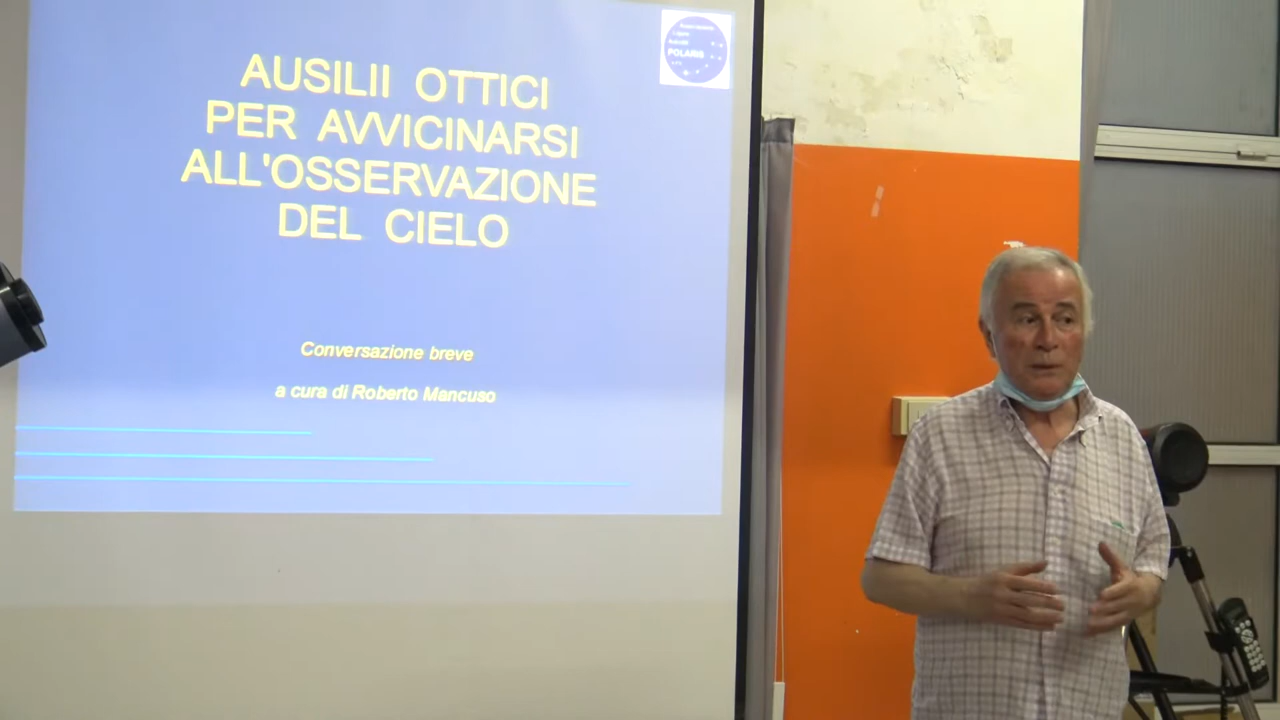 AUSILII OTTICI
PER AVVICINARSI
ALL'OSSERVAZIONE
DEL CIELO
Conversazione breve
a cura di Roberto Mancuso
POLARIS